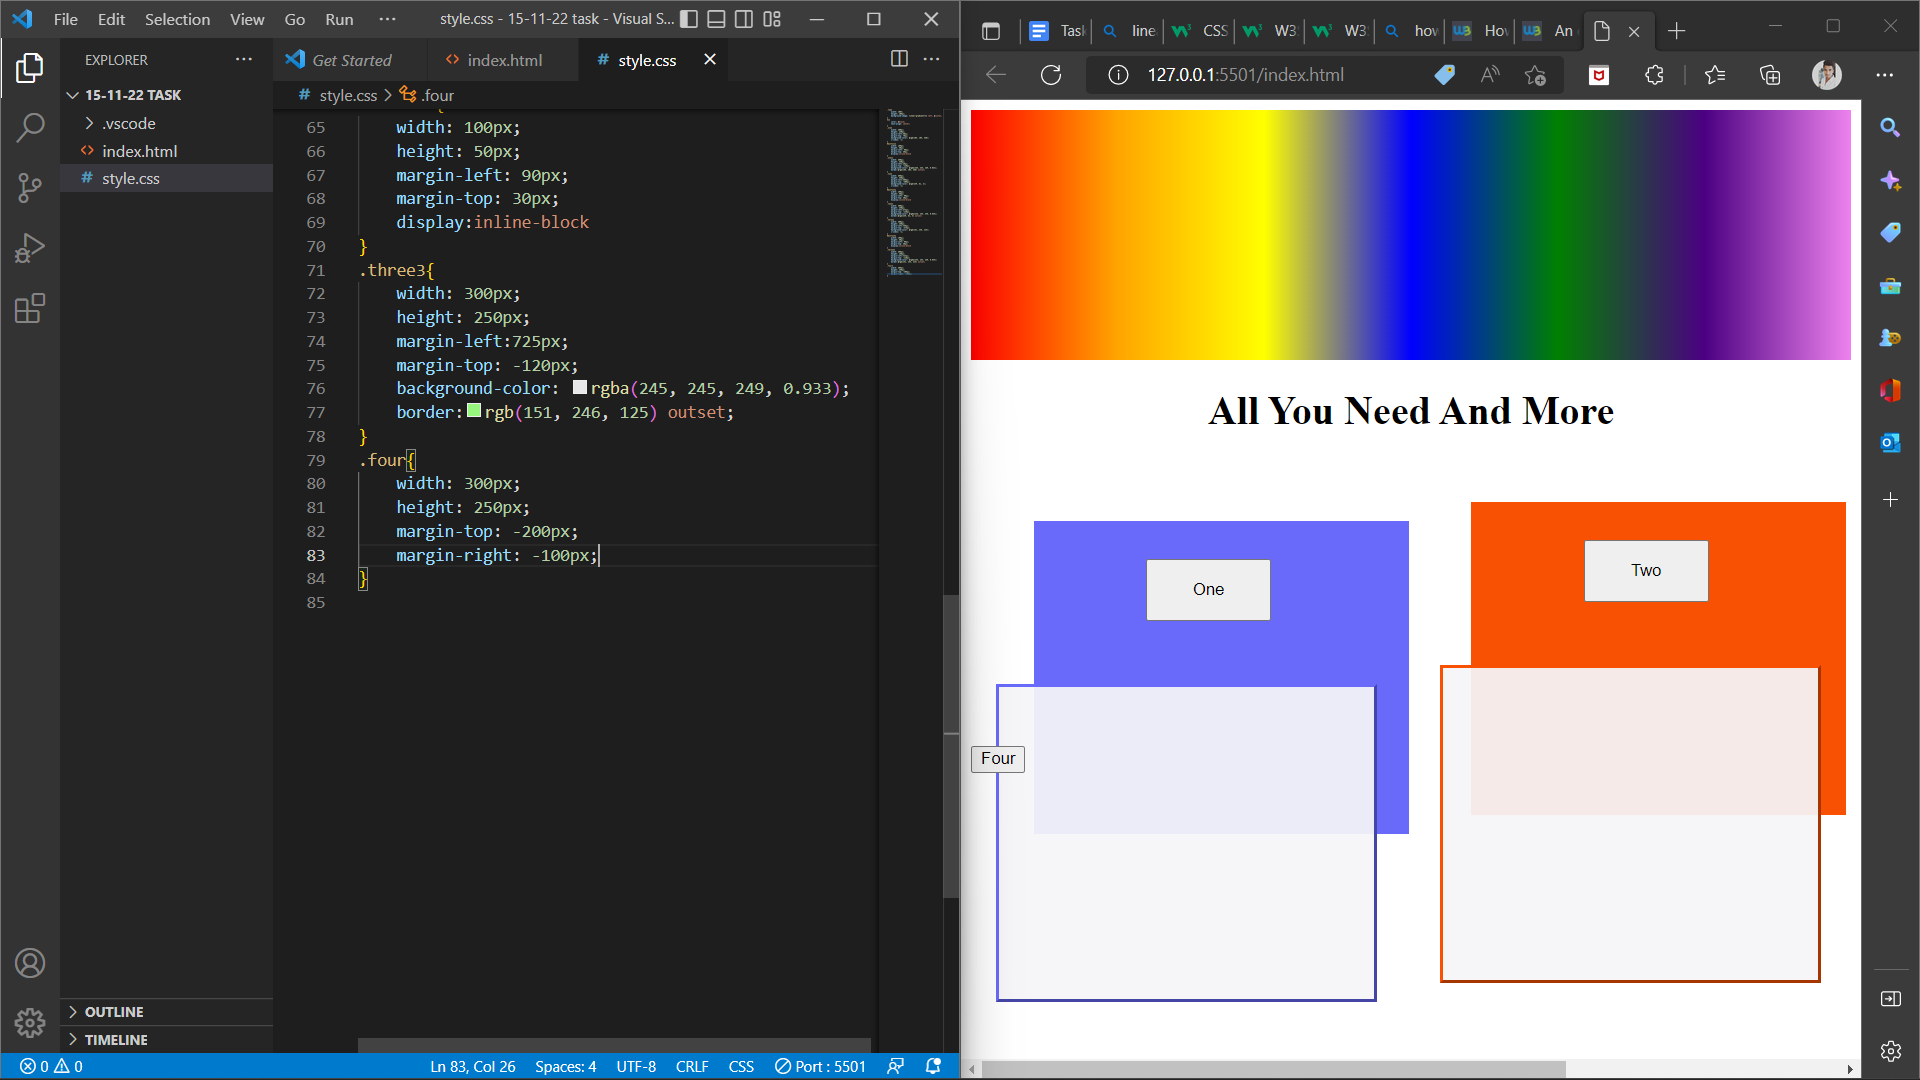 File Edit Selection View Go Run ··· style.css - 15-11-22 task - Visual S...
EXPLORER ···
15-11-22 TASK
.vscode
index.html
# style.css
OUTLINE
TIMELINE
Get Started index.html # style.css
# style.css > .four
65 width: 100px;
66 height: 50px;
67 margin-left: 90px;
68 margin-top: 30px;
69 display:inline-block
70 }
71 .three3{
72 width: 300px;
73 height: 250px;
74 margin-left:725px;
75 margin-top: -120px;
76 background-color: rgba(245, 245, 249, 0.933);
77 border: rgb(151, 246, 125) outset;
78 }
79 .four{
80 width: 300px;
81 height: 250px;
82 margin-top: -200px;
83 margin-right: -100px;
84 }
85
0 0 Ln 83, Col 26 Spaces: 4 UTF-8 CRLF CSS Port : 5501
Task line CSS W3 W3 how How An
127.0.0.1:5501/index.html
All You Need And More
One
Two
Four